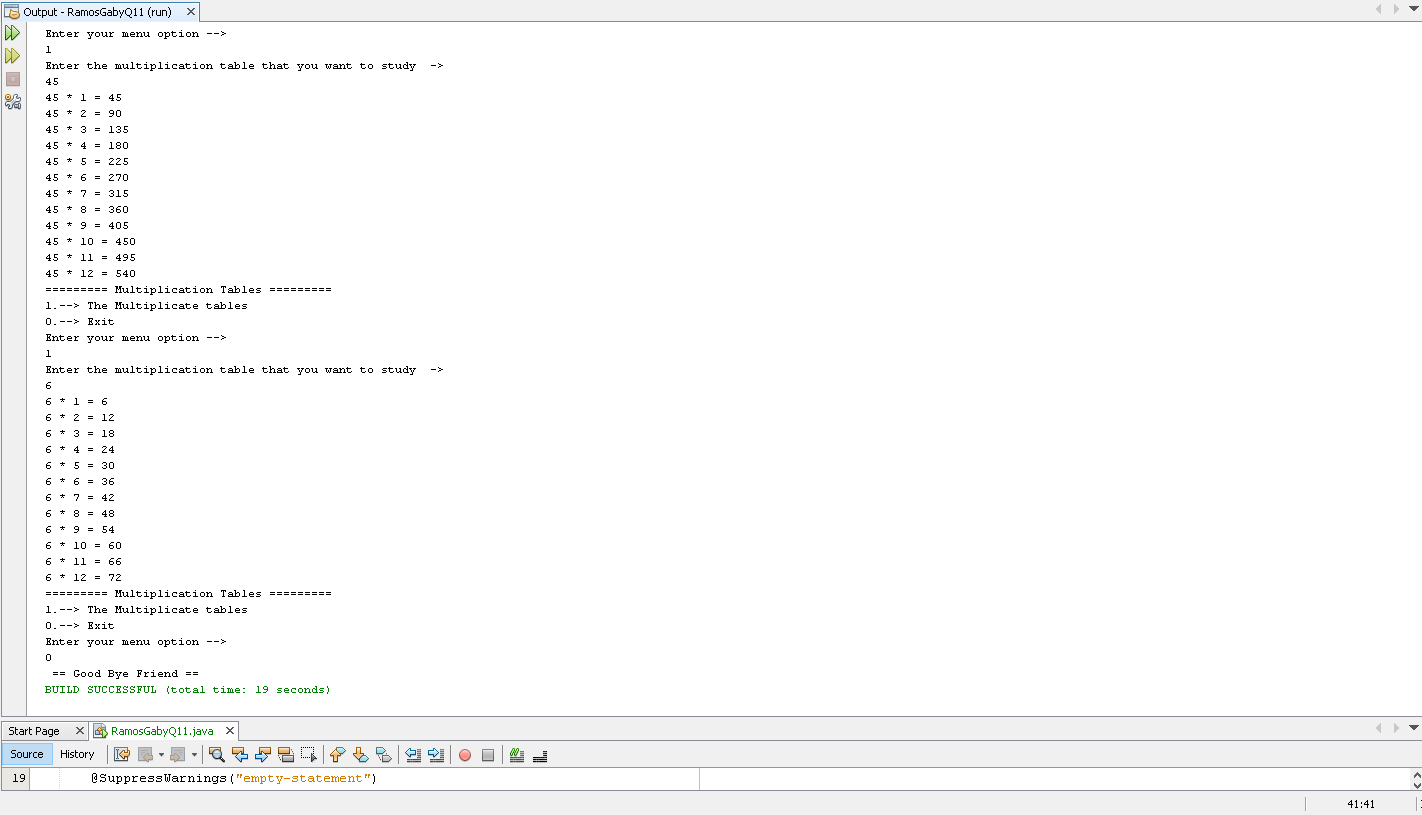 Output - RamosGabyQ11 (run)
Enter your menu option -->
1
Enter the multiplication table that you want to study  ->
45
45 * 1 = 45
45 * 2 = 90
45 * 3 = 135
45 * 4 = 180
45 * 5 = 225
45 * 6 = 270
45 * 7 = 315
45 * 8 = 360
45 * 9 = 405
45 * 10 = 450
45 * 11 = 495
45 * 12 = 540
========= Multiplication Tables =========
1.--> The Multiplicate tables
0.--> Exit
Enter your menu option -->
1
Enter the multiplication table that you want to study  ->
6
6 * 1 = 6
6 * 2 = 12
6 * 3 = 18
6 * 4 = 24
6 * 5 = 30
6 * 6 = 36
6 * 7 = 42
6 * 8 = 48
6 * 9 = 54
6 * 10 = 60
6 * 11 = 66
6 * 12 = 72
========= Multiplication Tables =========
1.--> The Multiplicate tables
0.--> Exit
Enter your menu option -->
0
== Good Bye Friend ==
BUILD SUCCESSFUL (total time: 19 seconds)
Start Page RamosGabyQ11.java
Source History
19 @SuppressWarnings("empty-statement")
41:41